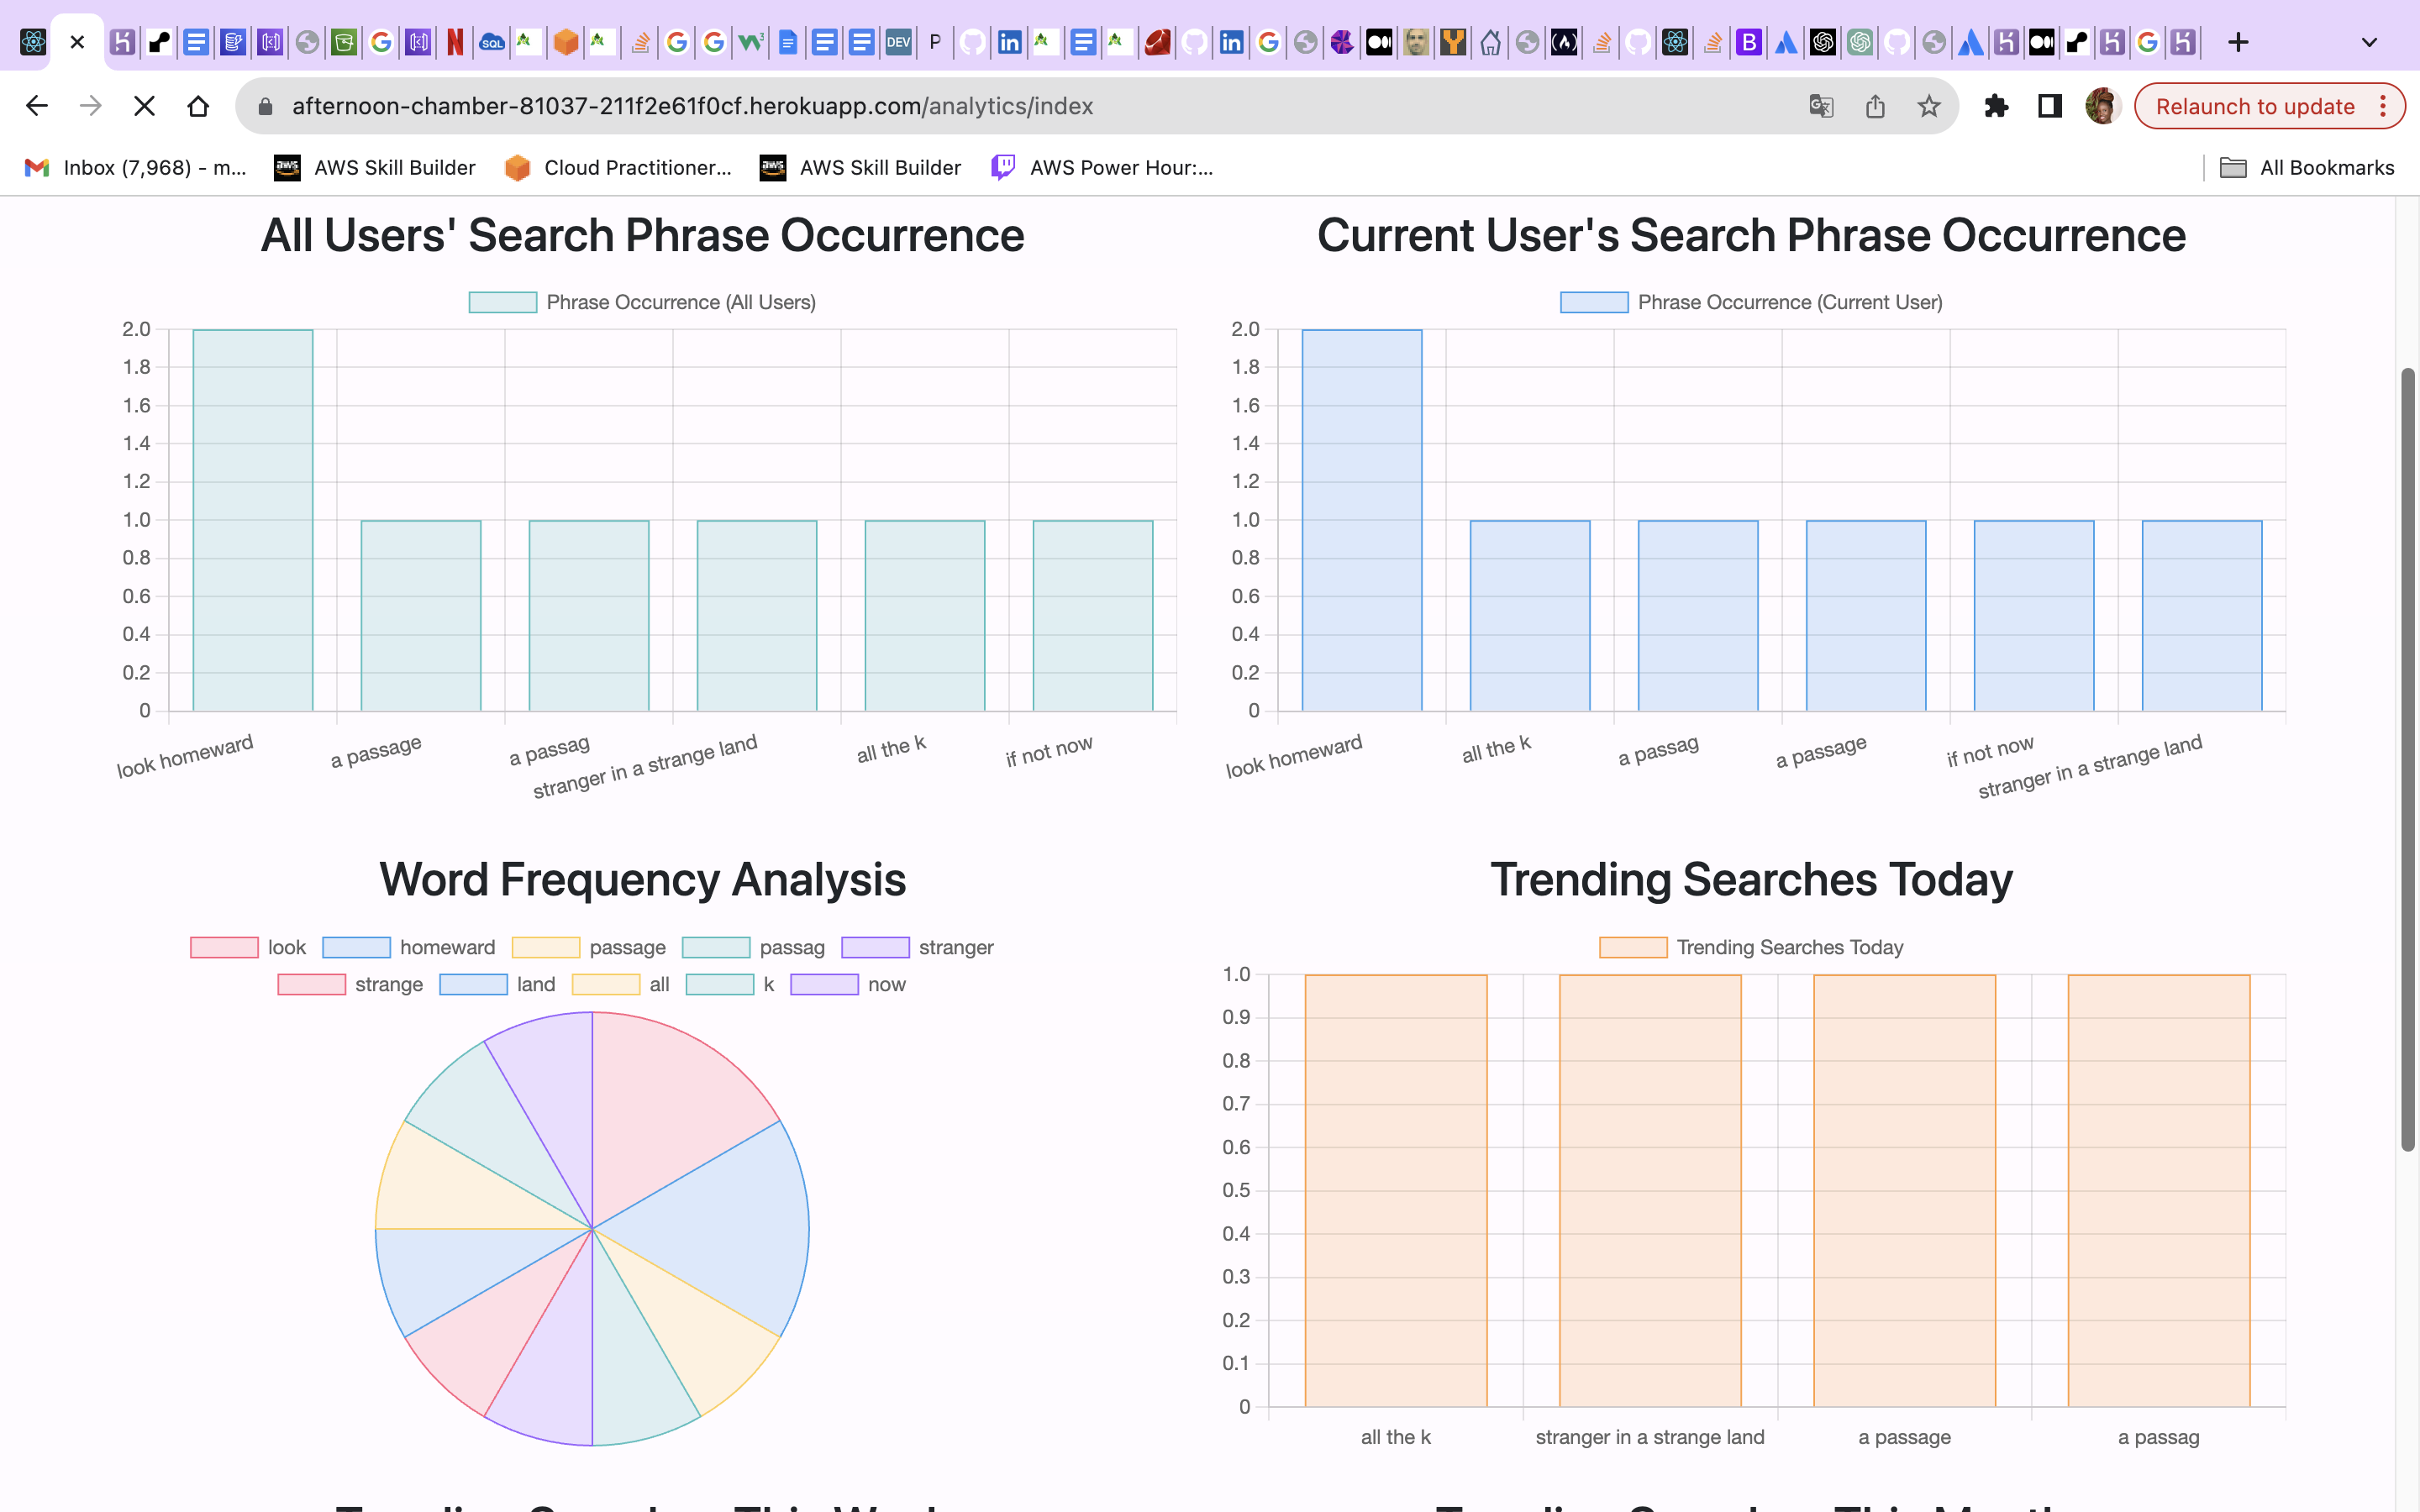 SQL
DEV
P
B
afternoon-chamber-81037-211f2e61f0cf.herokuapp.com/analytics/index
Relaunch to update
Inbox (7,968) - m...
AWS Skill Builder
Cloud Practitioner...
AWS Skill Builder
AWS Power Hour:...
All Bookmarks
All Users' Search Phrase Occurrence
Phrase Occurrence (All Users)
2.0
1.8
1.6
1.4
1.2
1.0
0.8
0.6
0.4
0.2
0
look homeward
a passage
a passag
stranger in a strange land
all the k
if not now
Current User's Search Phrase Occurrence
Phrase Occurrence (Current User)
2.0
1.8
1.6
1.4
1.2
1.0
0.8
0.6
0.4
0.2
0
look homeward
all the k
a passag
a passage
if not now
stranger in a strange land
Word Frequency Analysis
look homeward passage passag stranger
strange land all k now
Trending Searches Today
Trending Searches Today
1.0
0.9
0.8
0.7
0.6
0.5
0.4
0.3
0.2
0.1
0
all the k
stranger in a strange land
a passage
a passag